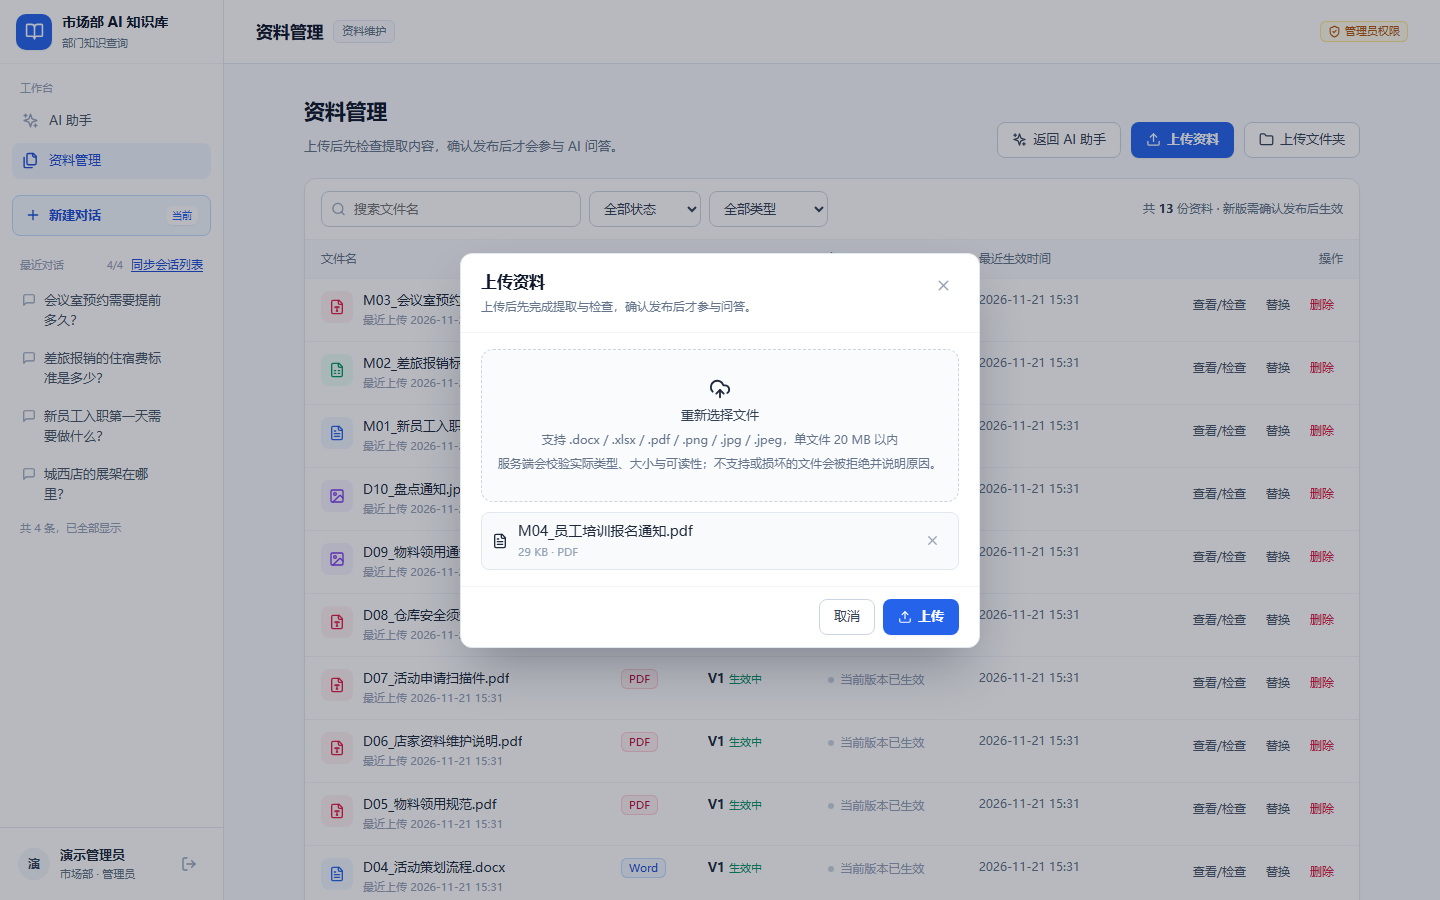 市场部 AI 知识库
部门知识查询
工作台
AI 助手
资料管理
新建对话 当前
最近对话 4/4 同步会话列表
会议室预约需要提前
多久?
差旅报销的住宿费标
准是多少?
新员工入职第一天需
要做什么?
城西店的展架在哪
里?
共 4 条，已全部显示
演 演示管理员
市场部 · 管理员
资料管理 资料维护
管理员权限
资料管理
上传后先检查提取内容，确认发布后才会参与 AI 问答。
返回 AI 助手 上传资料 上传文件夹
搜索文件名 全部状态 全部类型 共 13 份资料 · 新版需确认发布后生效
文件名 最近生效时间 操作
M03_会议室预约 2026-11-21 15:31 查看/检查 替换 删除
最近上传 2026-11-
M02_差旅报销标 2026-11-21 15:31 查看/检查 替换 删除
最近上传 2026-11-
M01_新员工入职 2026-11-21 15:31 查看/检查 替换 删除
最近上传 2026-11-
D10_盘点通知.jp 2026-11-21 15:31 查看/检查 替换 删除
最近上传 2026-11-
D09_物料领用通 2026-11-21 15:31 查看/检查 替换 删除
最近上传 2026-11-
D08_仓库安全须 2026-11-21 15:31 查看/检查 替换 删除
最近上传 2026-11-
D07_活动申请扫描件.pdf PDF V1 生效中 当前版本已生效 2026-11-21 15:31 查看/检查 替换 删除
最近上传 2026-11-21 15:31
D06_店家资料维护说明.pdf PDF V1 生效中 当前版本已生效 2026-11-21 15:31 查看/检查 替换 删除
最近上传 2026-11-21 15:31
D05_物料领用规范.pdf PDF V1 生效中 当前版本已生效 2026-11-21 15:31 查看/检查 替换 删除
最近上传 2026-11-21 15:31
D04_活动策划流程.docx Word V1 生效中 当前版本已生效 2026-11-21 15:31 查看/检查 替换 删除
最近上传 2026-11-21 15:31
上传资料
上传后先完成提取与检查，确认发布后才参与问答。
重新选择文件
支持 .docx / .xlsx / .pdf / .png / .jpg / .jpeg，单文件 20 MB 以内
服务端会校验实际类型、大小与可读性；不支持或损坏的文件会被拒绝并说明原因。
M04_员工培训报名通知.pdf
29 KB · PDF
取消 上传